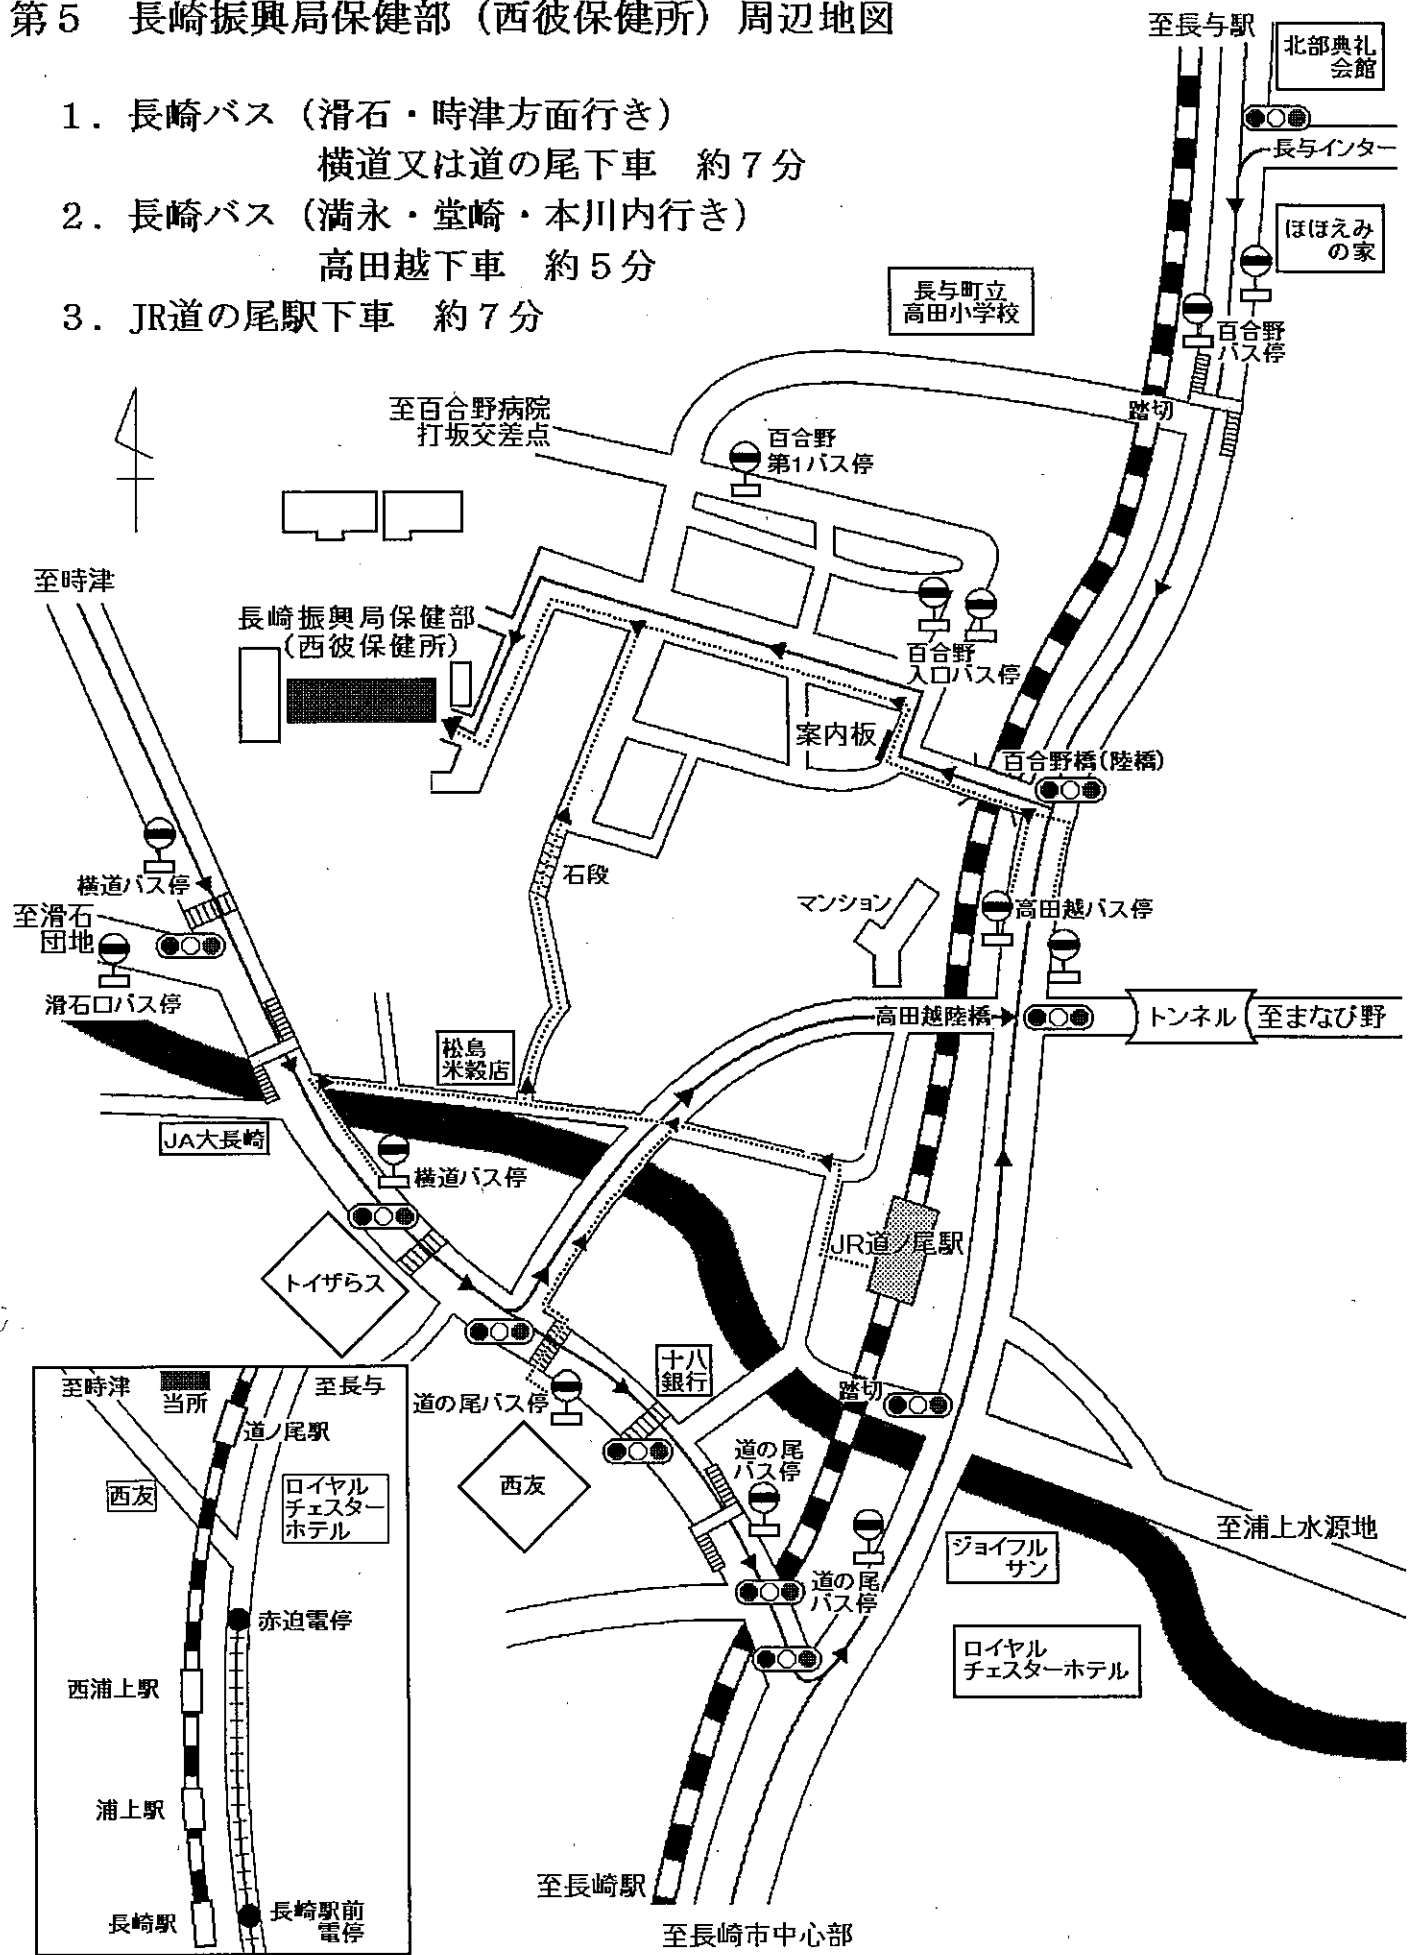 第5　長崎振興局保健部（西彼保健所）周辺地図
1．長崎バス（滑石・時津方面行き）
横道又は道の尾下車　約7分
2．長崎バス（満永・堂崎・本川内行き）
高田越下車　約5分
3．JR道の尾駅下車　約7分
至長与駅
北部典礼
会館
長与インター
ほほえみ
の家
百合野
バス停
長与町立
高田小学校
踏切
至百合野病院
打坂交差点
百合野
第1バス停
至時津
長崎振興局保健部
（西彼保健所）
百合野
入口バス停
案内板
百合野橋(陸橋)
横道バス停
至滑石
団地
滑石口バス停
石段
マンション
高田越バス停
高田越陸橋
トンネル
至まなび野
松島
米穀店
JA大長崎
横道バス停
JR道ノ尾駅
トイザらス
十八
銀行
道の尾バス停
踏切
西友
道の尾
バス停
道の尾
バス停
ジョイフル
サン
至浦上水源地
ロイヤル
チェスターホテル
至長崎駅
至長崎市中心部
至時津
当所
至長与
道ノ尾駅
西友
ロイヤル
チェスター
ホテル
赤迫電停
西浦上駅
浦上駅
長崎駅
長崎駅前
電停